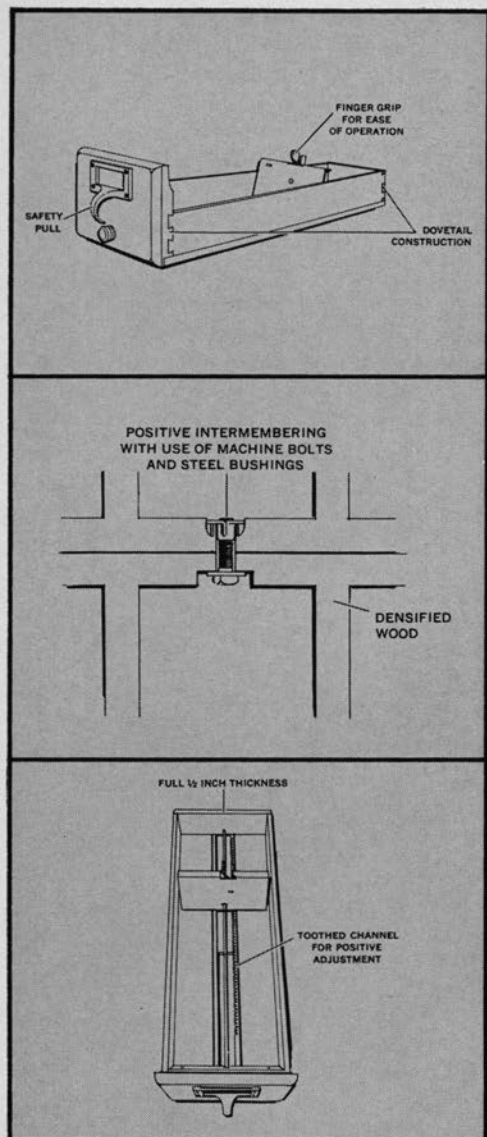 FINGER GRIP
FOR EASE
OF OPERATION
SAFETY
PULL
DOVETAIL
CONSTRUCTION
POSITIVE INTERMEMBERING
WITH USE OF MACHINE BOLTS
AND STEEL BUSHINGS
DENSIFIED
WOOD
FULL ½ INCH THICKNESS
TOOTHED CHANNEL
FOR POSITIVE
ADJUSTMENT